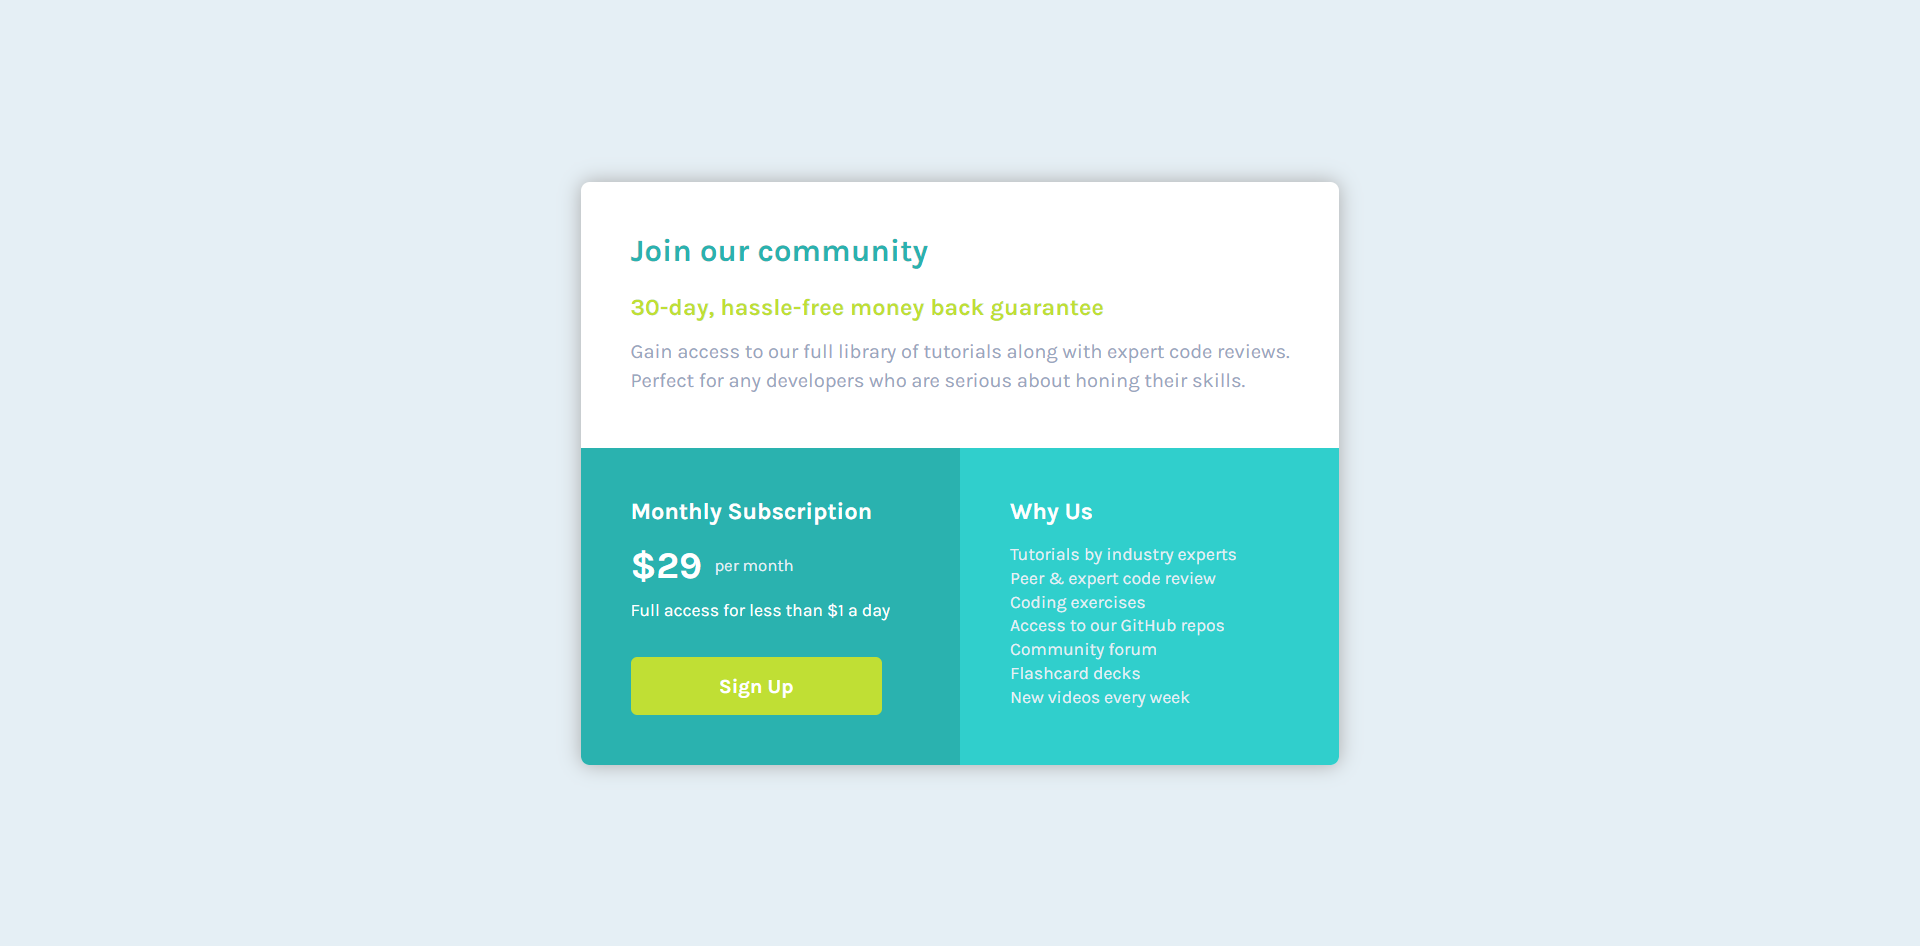 Join our community
30-day, hassle-free money back guarantee
Gain access to our full library of tutorials along with expert code reviews.
Perfect for any developers who are serious about honing their skills.
Monthly Subscription
$29 per month
Full access for less than $1 a day
Sign Up
Why Us
Tutorials by industry experts
Peer & expert code review
Coding exercises
Access to our GitHub repos
Community forum
Flashcard decks
New videos every week